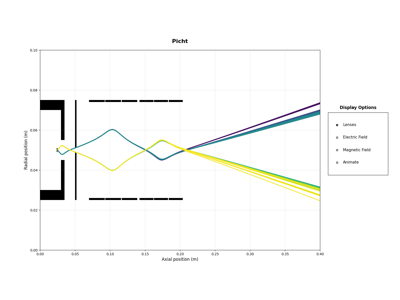 Picht
0.10
0.08
0.06
0.04
0.02
0.00
Radial position (m)
0.00 0.05 0.10 0.15 0.20 0.25 0.30 0.35 0.40
Axial position (m)
Display Options
Lenses
Electric Field
Magnetic Field
Animate